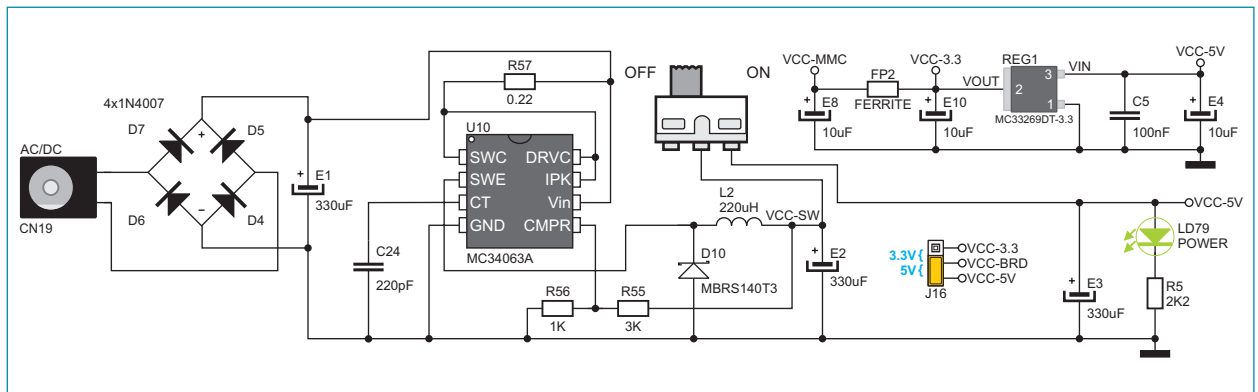 AC/DC
CN19
4x1N4007
D7
D5
D6
D4
+
−
+
E1
330uF
C24
220pF
R57
0.22
U10
SWC
SWE
CT
GND
DRVC
IPK
Vin
CMPR
MC34063A
R56
1K
R55
3K
D10
MBRS140T3
L2
220uH
VCC-SW
+
E2
330uF
OFF
ON
VCC-MMC
FP2
FERRITE
VCC-3.3
+
E8
10uF
+
E10
10uF
VOUT
REG1
VIN
3
2
1
MC33269DT-3.3
C5
100nF
VCC-5V
+
E4
10uF
3.3V {
5V {
VCC-3.3
VCC-BRD
VCC-5V
J16
+
E3
330uF
VCC-5V
LD79
POWER
R5
2K2